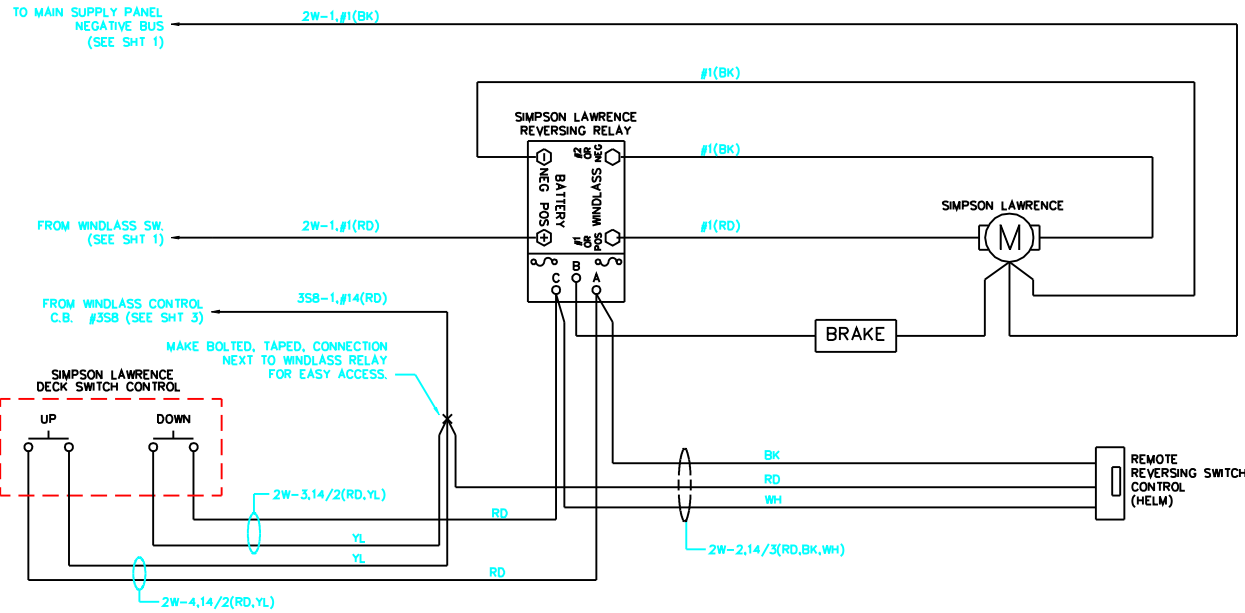 TO MAIN SUPPLY PANEL
NEGATIVE BUS
(SEE SHT 1)
2W-1,#1(BK)
#1(BK)
SIMPSON LAWRENCE
REVERSING RELAY
#1(BK)
- NEG
BATTERY
POS +
#2 OR NEG
WINDLASS
#1 OR POS
SIMPSON LAWRENCE
M
FROM WINDLASS SW.
(SEE SHT 1)
2W-1,#1(RD)
#1(RD)
C
B
A
FROM WINDLASS CONTROL
C.B. #3S8 (SEE SHT 3)
3S8-1,#14(RD)
BRAKE
MAKE BOLTED, TAPED, CONNECTION
NEXT TO WINDLASS RELAY
FOR EASY ACCESS.
SIMPSON LAWRENCE
DECK SWITCH CONTROL
UP
DOWN
BK
RD
WH
REMOTE
REVERSING SWITCH
CONTROL
(HELM)
2W-3,14/2(RD,YL)
RD
YL
YL
RD
2W-2,14/3(RD,BK,WH)
2W-4,14/2(RD,YL)